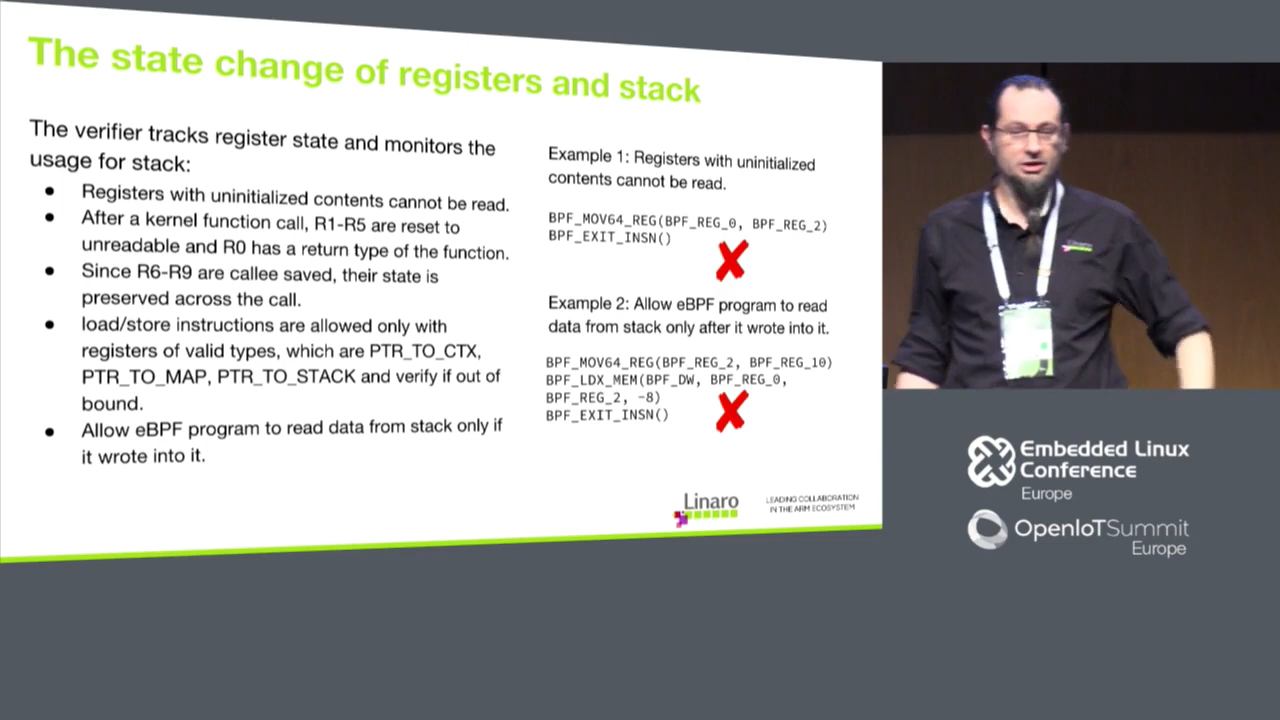 The state change of registers and stack
The verifier tracks register state and monitors the
usage for stack:
● Registers with uninitialized contents cannot be read.
● After a kernel function call, R1-R5 are reset to
unreadable and R0 has a return type of the function.
● Since R6-R9 are callee saved, their state is
preserved across the call.
● load/store instructions are allowed only with
registers of valid types, which are PTR_TO_CTX,
PTR_TO_MAP, PTR_TO_STACK and verify if out of
bound.
● Allow eBPF program to read data from stack only if
it wrote into it.
Example 1: Registers with uninitialized
contents cannot be read.
BPF_MOV64_REG(BPF_REG_0, BPF_REG_2)
BPF_EXIT_INSN()
Example 2: Allow eBPF program to read
data from stack only after it wrote into it.
BPF_MOV64_REG(BPF_REG_2, BPF_REG_10)
BPF_LDX_MEM(BPF_DW, BPF_REG_0,
BPF_REG_2, -8)
BPF_EXIT_INSN()
Linaro
LEADING COLLABORATION
IN THE ARM ECOSYSTEM
Linaro
Embedded Linux
Conference
Europe
OpenIoTSummit
Europe